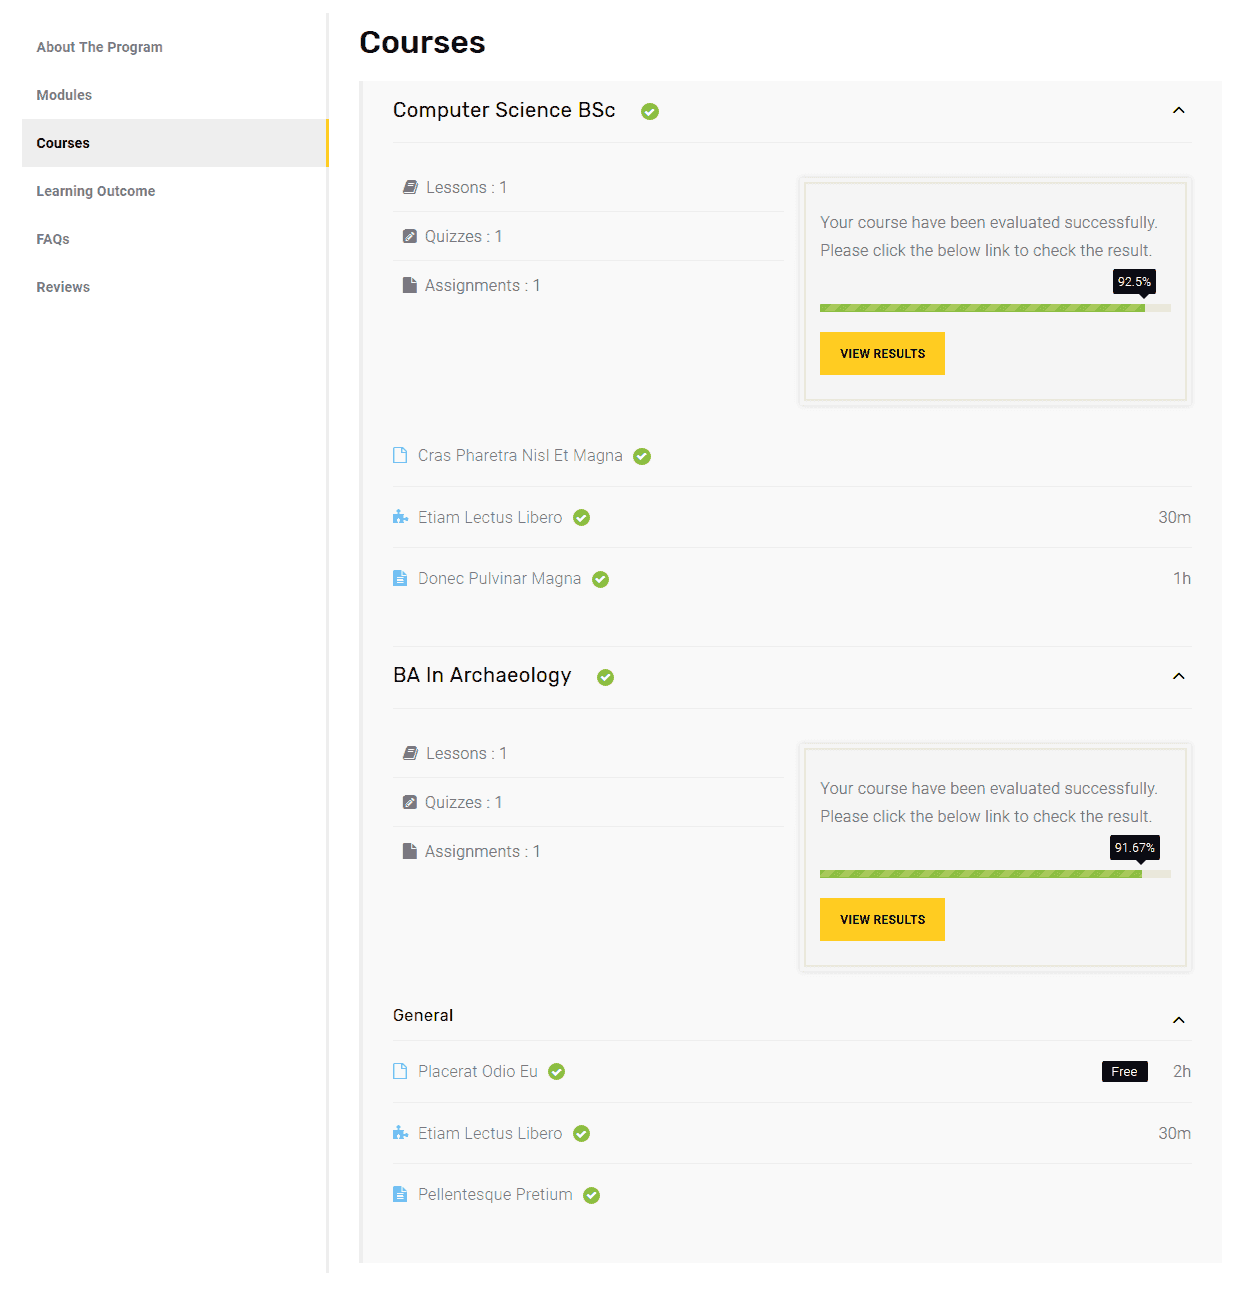 About The Program
Modules
Courses
Learning Outcome
FAQs
Reviews
Courses
Computer Science BSc
Lessons : 1
Quizzes : 1
Assignments : 1
Your course have been evaluated successfully.
Please click the below link to check the result.
92.5%
VIEW RESULTS
Cras Pharetra Nisl Et Magna
Etiam Lectus Libero 30m
Donec Pulvinar Magna 1h
BA In Archaeology
Lessons : 1
Quizzes : 1
Assignments : 1
Your course have been evaluated successfully.
Please click the below link to check the result.
91.67%
VIEW RESULTS
General
Placerat Odio Eu Free 2h
Etiam Lectus Libero 30m
Pellentesque Pretium